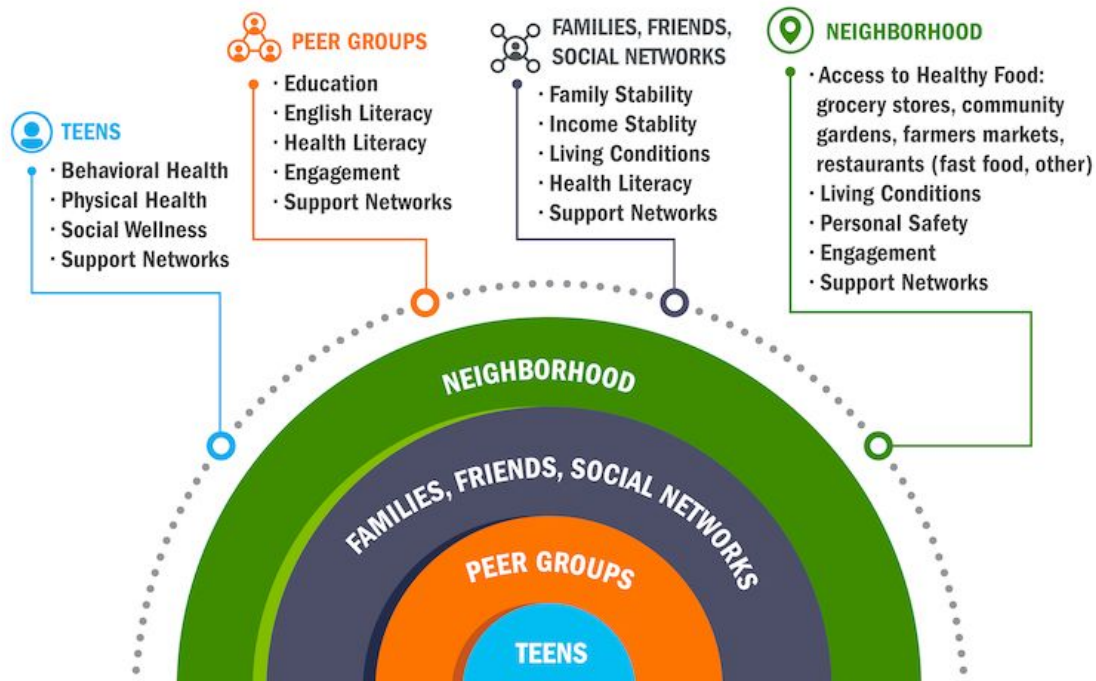 TEENS
· Behavioral Health
· Physical Health
· Social Wellness
· Support Networks
PEER GROUPS
· Education
· English Literacy
· Health Literacy
· Engagement
· Support Networks
FAMILIES, FRIENDS,
SOCIAL NETWORKS
· Family Stability
· Income Stablity
· Living Conditions
· Health Literacy
· Support Networks
NEIGHBORHOOD
· Access to Healthy Food:
grocery stores, community
gardens, farmers markets,
restaurants (fast food, other)
· Living Conditions
· Personal Safety
· Engagement
· Support Networks
NEIGHBORHOOD
FAMILIES, FRIENDS, SOCIAL NETWORKS
PEER GROUPS
TEENS